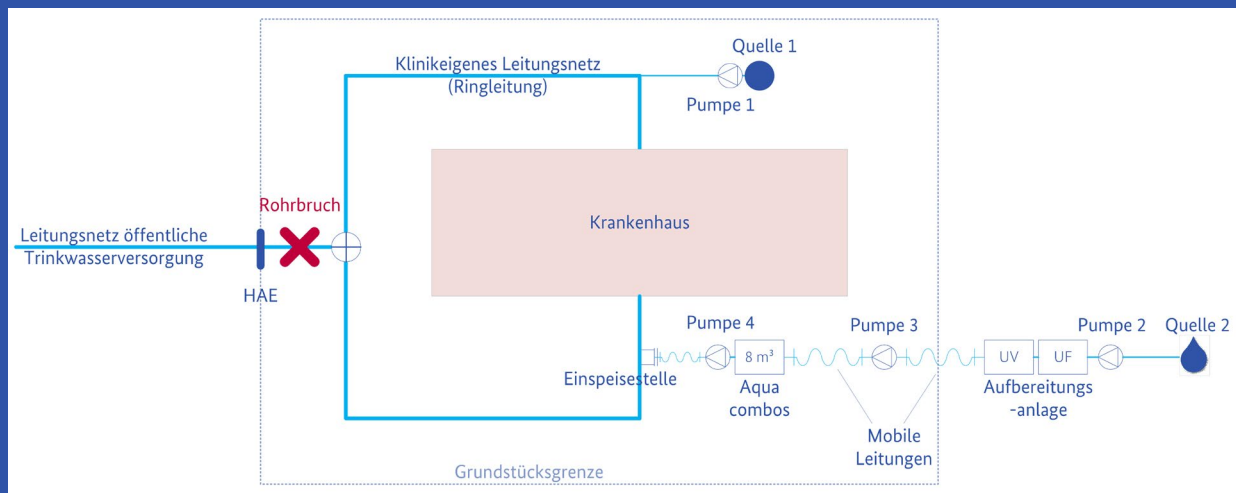 Quelle 1
Klinikeigenes Leitungsnetz
(Ringleitung)
Pumpe 1
Rohrbruch
Krankenhaus
Leitungsnetz öffentliche
Trinkwasserversorgung
HAE
Pumpe 4
Pumpe 3
Pumpe 2
Quelle 2
8 m³
UV
UF
Einspeisestelle
Aqua
combos
Aufbereitungs
-anlage
Mobile
Leitungen
Grundstücksgrenze